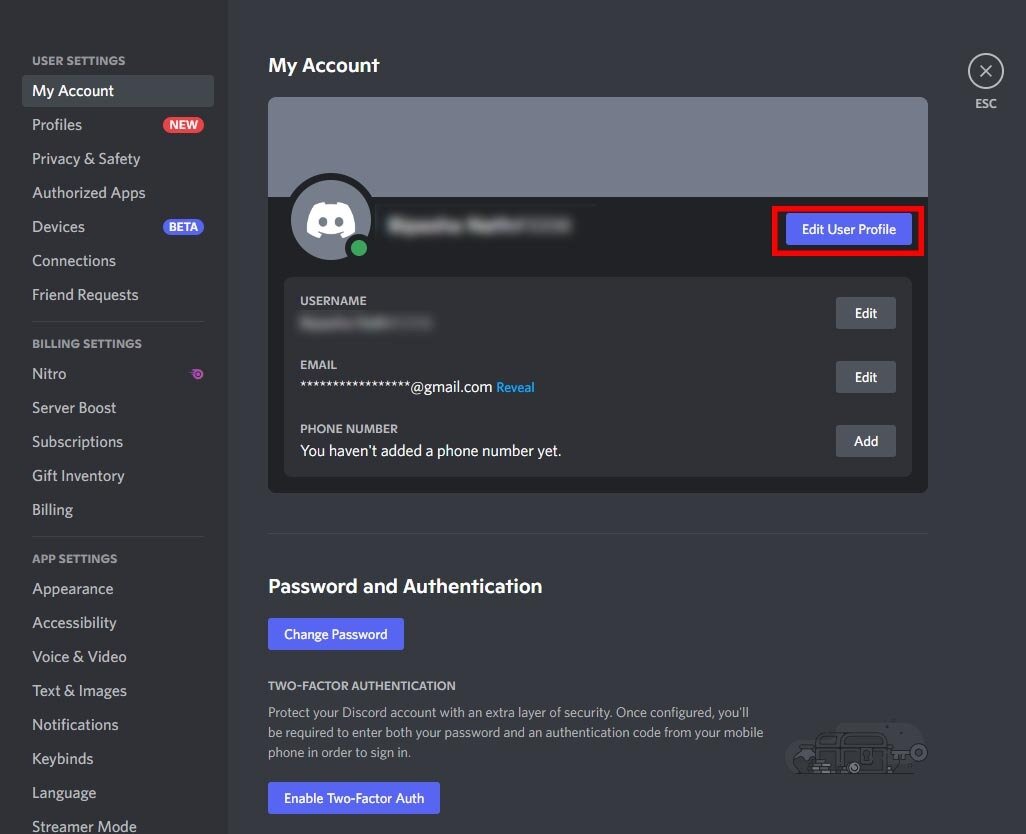 USER SETTINGS
My Account
Profiles NEW
Privacy & Safety
Authorized Apps
Devices BETA
Connections
Friend Requests
BILLING SETTINGS
Nitro
Server Boost
Subscriptions
Gift Inventory
Billing
APP SETTINGS
Appearance
Accessibility
Voice & Video
Text & Images
Notifications
Keybinds
Language
Streamer Mode
My Account
ESC
Edit User Profile
USERNAME
Edit
EMAIL
*****************@gmail.com Reveal
Edit
PHONE NUMBER
You haven't added a phone number yet.
Add
Password and Authentication
Change Password
TWO-FACTOR AUTHENTICATION
Protect your Discord account with an extra layer of security. Once configured, you'll
be required to enter both your password and an authentication code from your mobile
phone in order to sign in.
Enable Two-Factor Auth